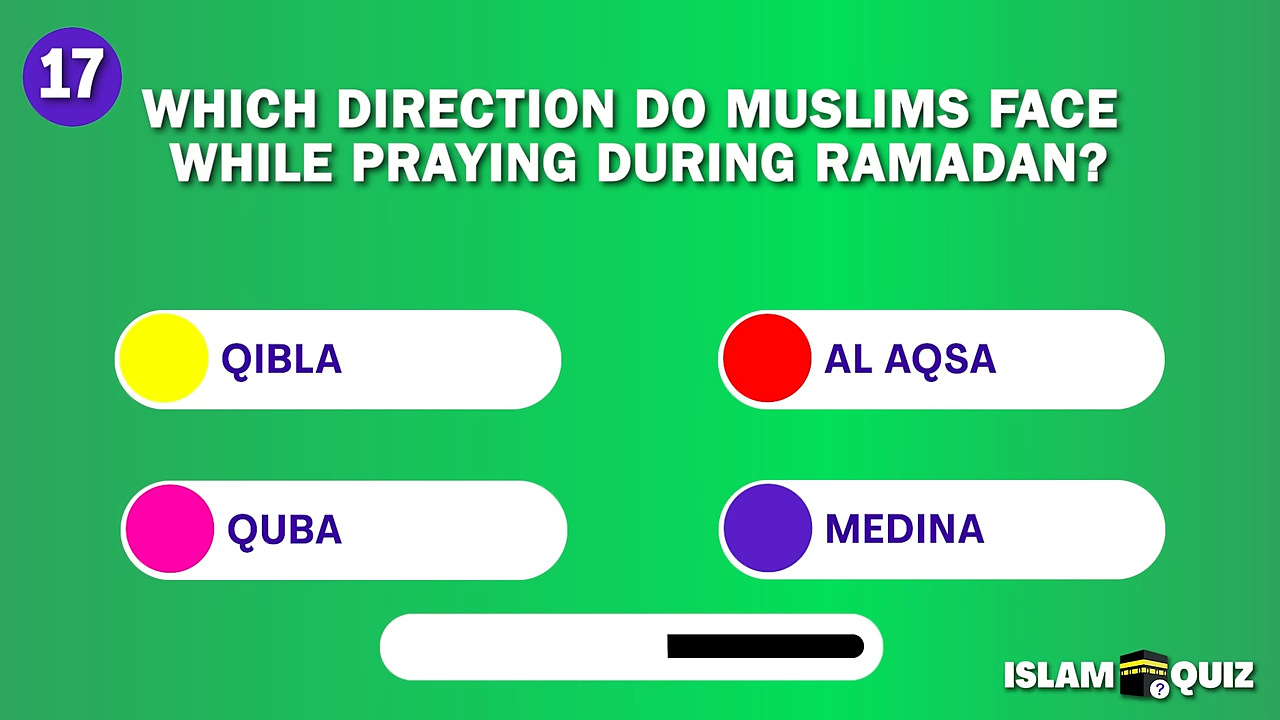 17
WHICH DIRECTION DO MUSLIMS FACE
WHILE PRAYING DURING RAMADAN?
QIBLA
AL AQSA
QUBA
MEDINA
ISLAM ? QUIZ